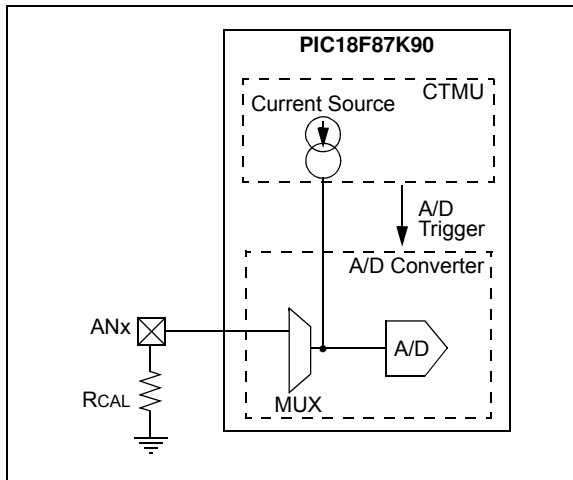 PIC18F87K90
CTMU
Current Source
A/D
Trigger
A/D Converter
ANx
A/D
RCAL
MUX